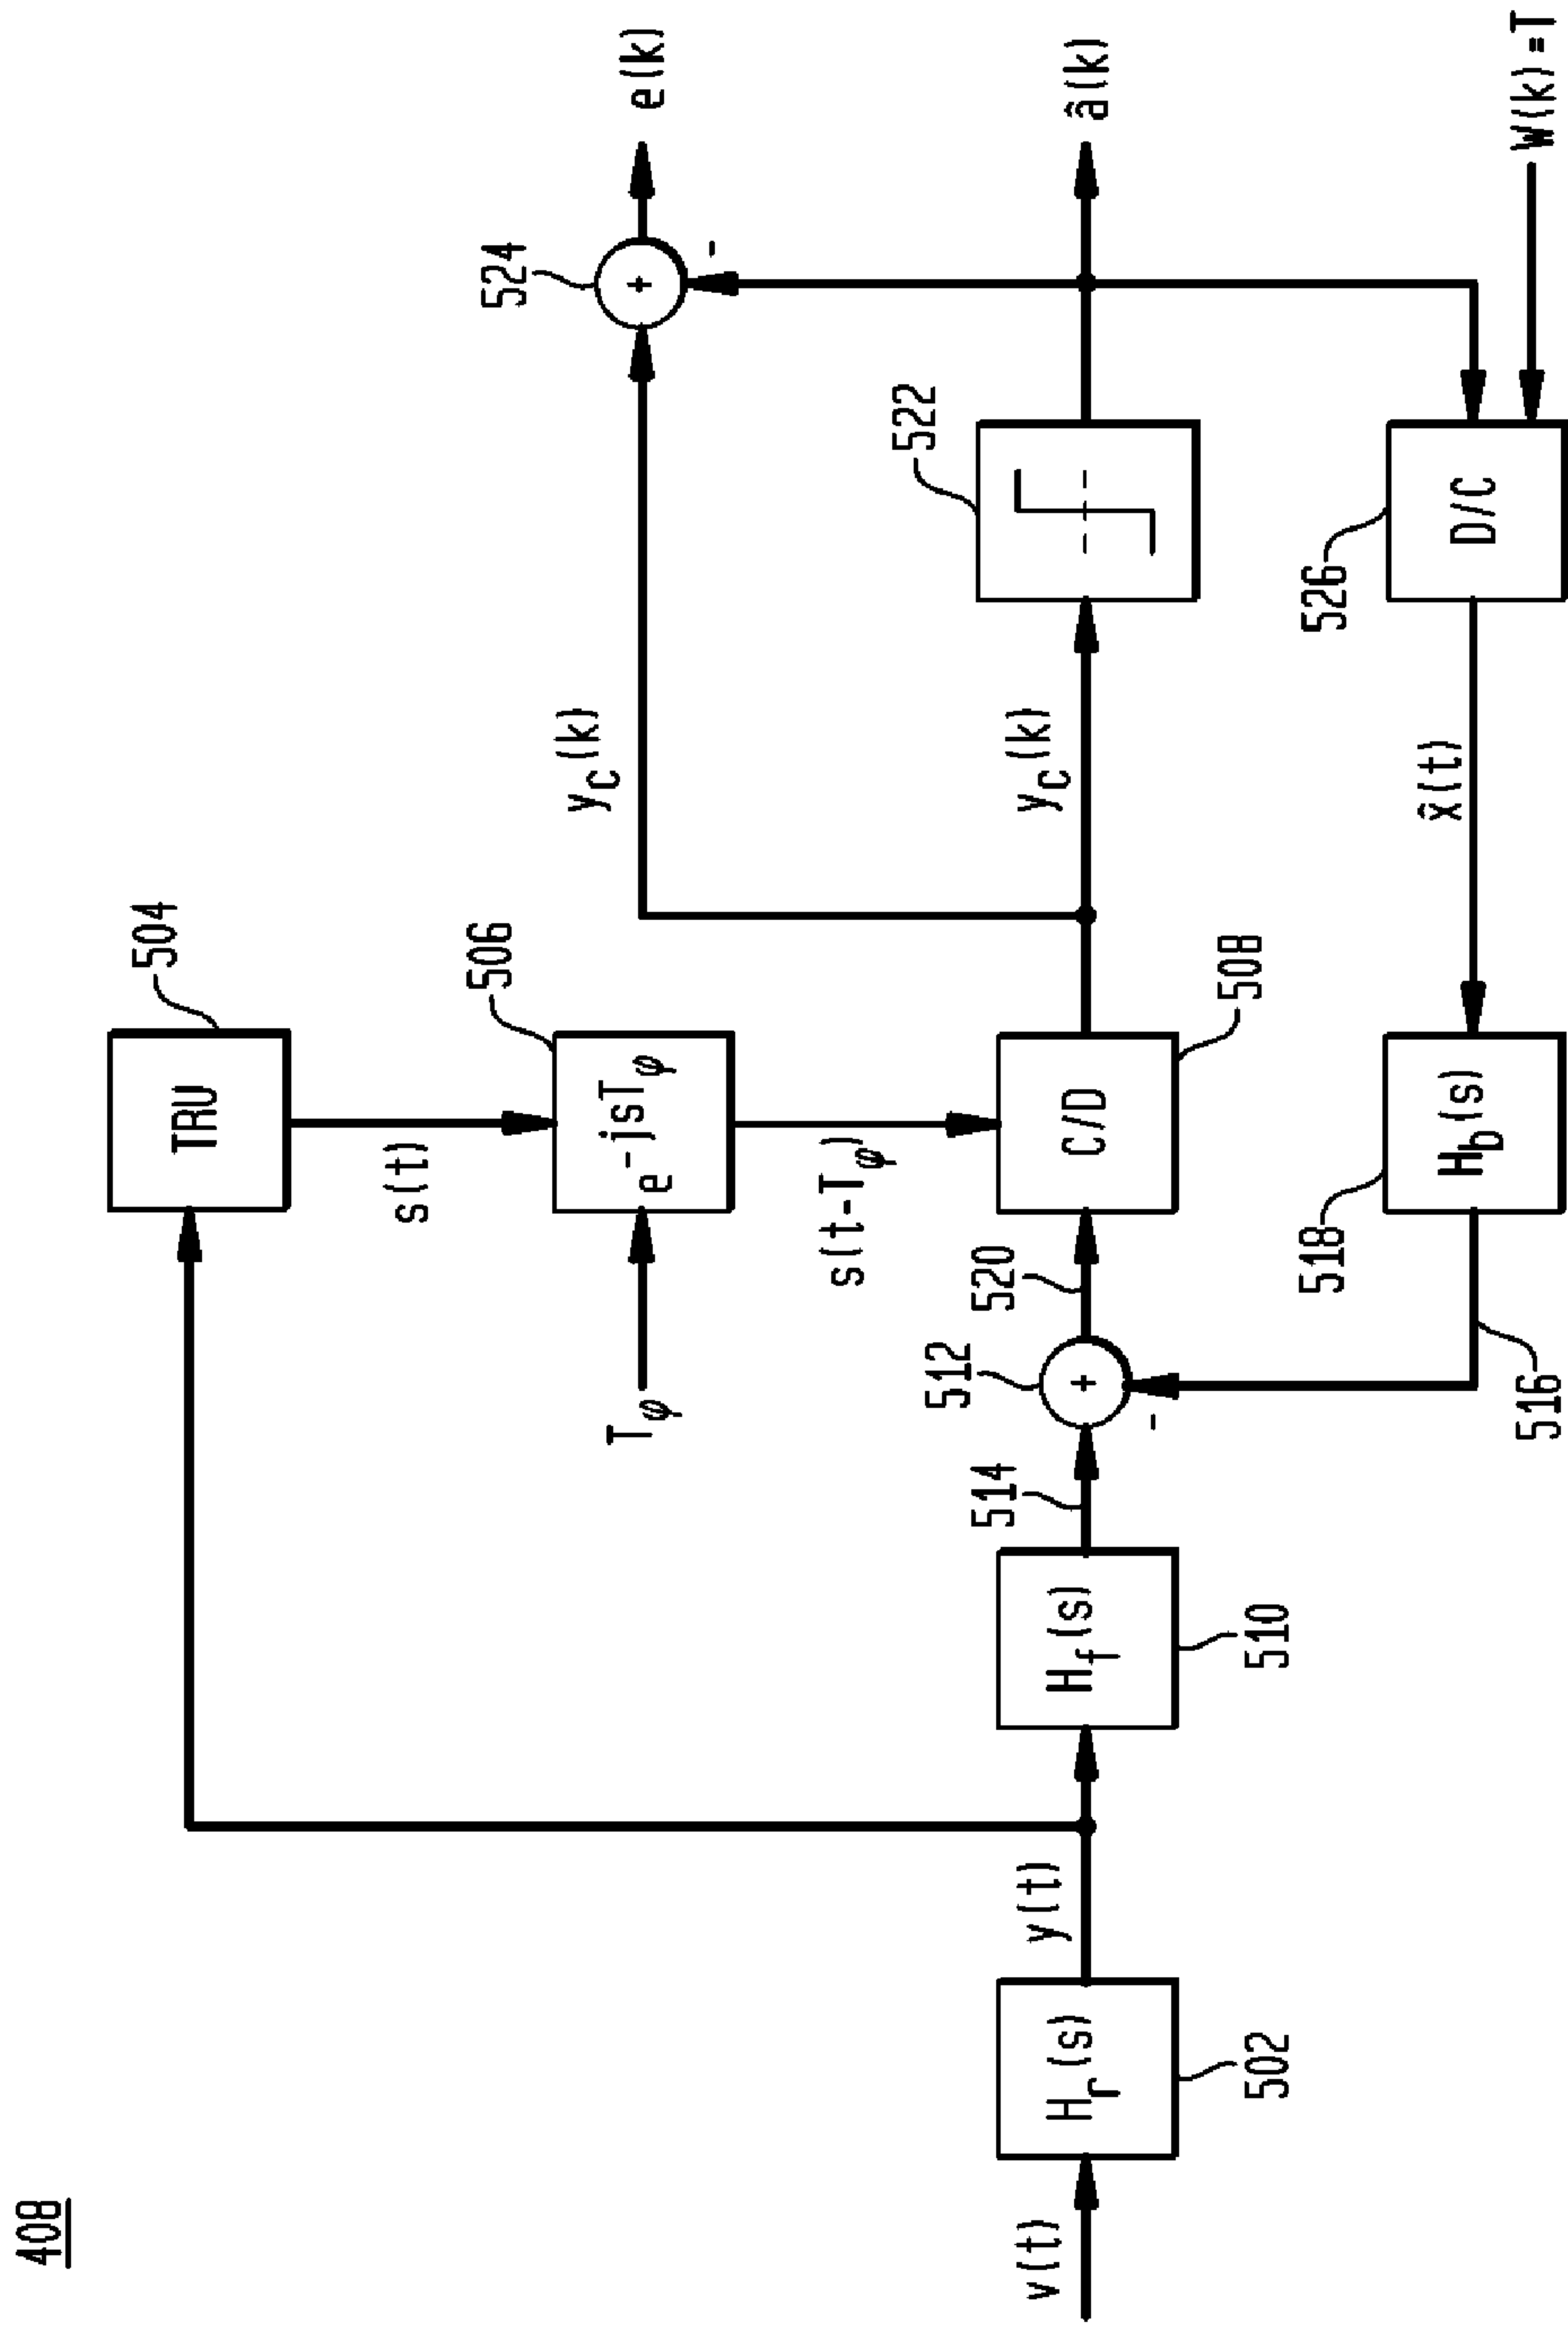 408
v(t)
H_r(s)
502
y(t)
TRU
504
s(t)
T_φ
e^-jsT_φ
506
s(t-T_φ)
H_f(s)
510
514
+
-
512
520
C/D
508
y_c(k)
y_c(k)
522
+
-
524
e(k)
â(k)
W(k)=T
D/C
526
x̂(t)
H_b(s)
518
516